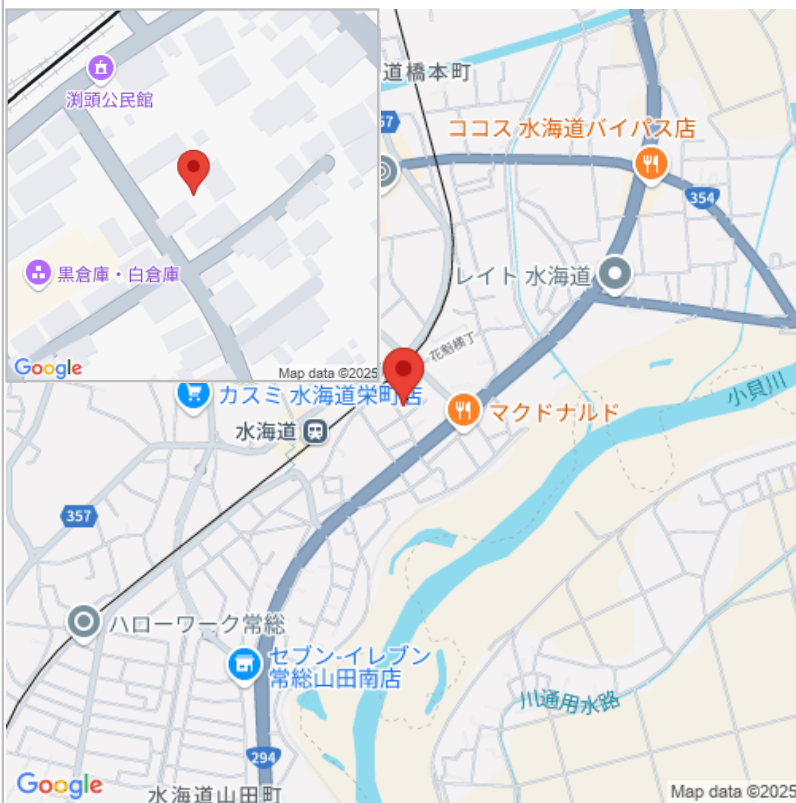 渕頭公民館
黒倉庫・白倉庫
Google
Map data ©2025
道橋本町
57
ココス 水海道バイパス店
354
レイト 水海道
花魁横丁
カスミ 水海道栄町店
マクドナルド
小貝川
水海道
357
ハローワーク常総
セブン-イレブン
常総山田南店
川通用水路
294
Google
水海道山田町
Map data ©2025